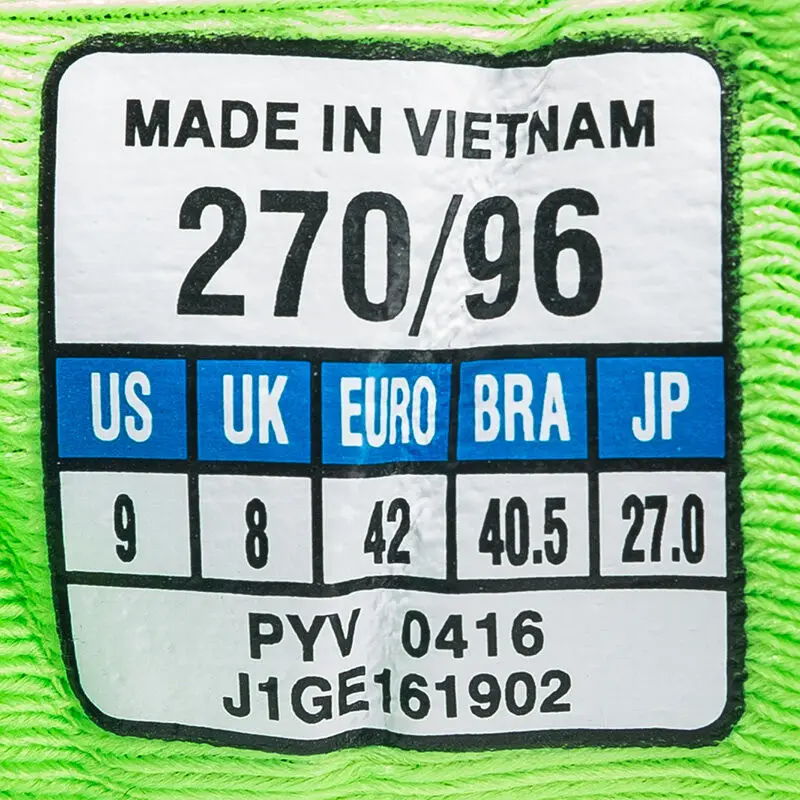 MADE IN VIETNAM
270/96
US UK EURO BRA JP
9 8 42 40.5 27.0
PYV 0416
J1GE161902